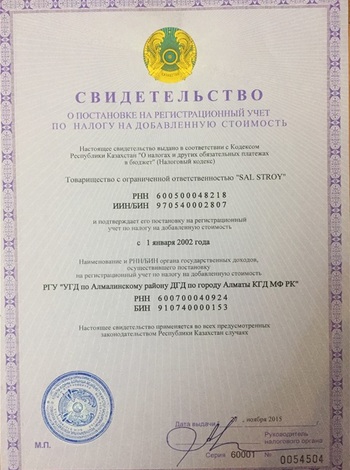 СВИДЕТЕЛЬСТВО
О ПОСТАНОВКЕ НА РЕГИСТРАЦИОННЫЙ УЧЕТ
ПО НАЛОГУ НА ДОБАВЛЕННУЮ СТОИМОСТЬ
Настоящее свидетельство выдано в соответствии с Кодексом
Республики Казахстан "О налогах и других обязательных платежах
в бюджет" (Налоговый кодекс)
Товарищество с ограниченной ответственностью "SAL STROY"
РНН 600500048218
ИИН/БИН 970540002807
и подтверждает его постановку на регистрационный
учет по налогу на добавленную стоимость
с 1 января 2002 года
Наименование и РНН/БИН органа государственных доходов,
осуществившего постановку
на регистрационный учет по налогу на добавленную стоимость
РГУ "УГД по Алмалинскому району ДГД по городу Алматы КГД МФ РК"
РНН 600700040924
БИН 910740000153
Настоящее свидетельство применяется во всех предусмотренных
законодательством Республики Казахстан случаях
Дата выдачи ноября 2015
Руководитель
налогового органа
М.П.
Серия 60001 № 0054504